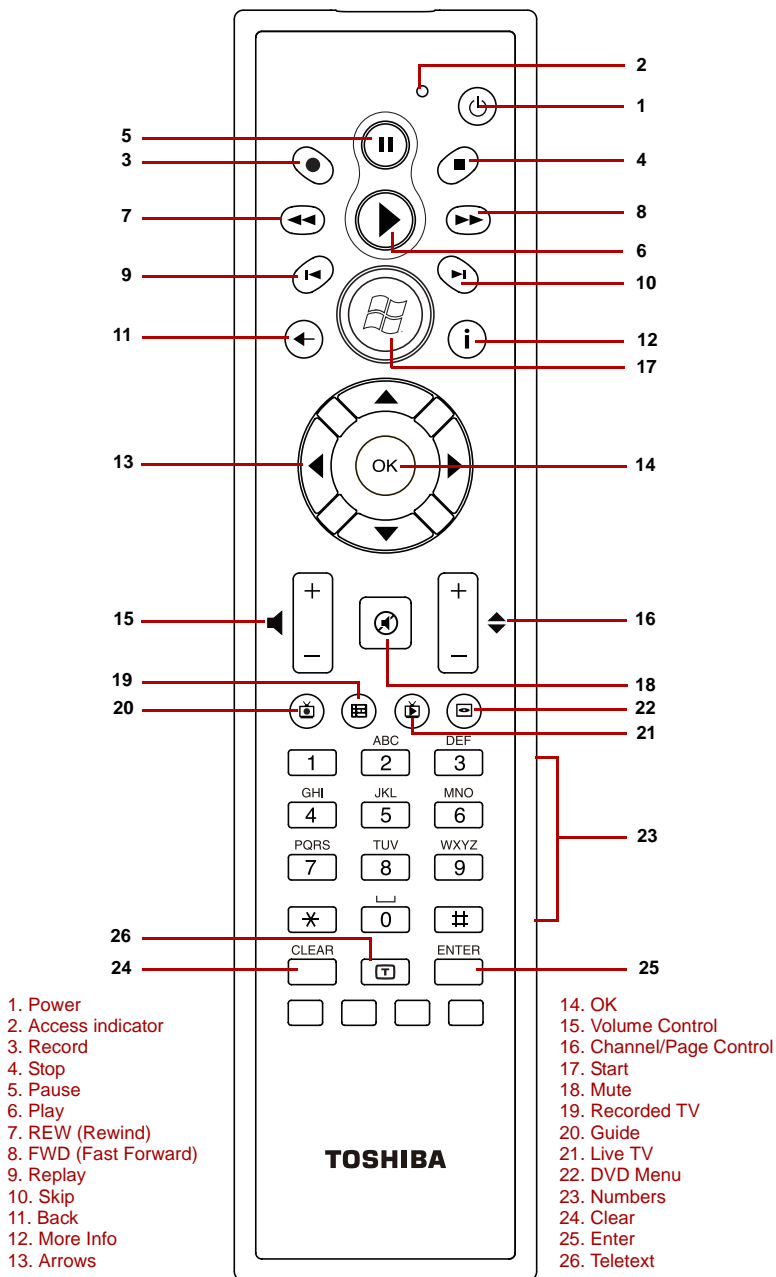 2
1
5
3
4
7
8
6
9
10
11
12
17
13
OK
14
+
+
15
16
–
–
18
19
20
22
21
ABC
DEF
1
2
3
GHI
JKL
MNO
4
5
6
23
PQRS
TUV
WXYZ
7
8
9
*
0
#
26
CLEAR
ENTER
24
T
25
1. Power
2. Access indicator
3. Record
4. Stop
5. Pause
6. Play
7. REW (Rewind)
8. FWD (Fast Forward)
9. Replay
10. Skip
11. Back
12. More Info
13. Arrows
14. OK
15. Volume Control
16. Channel/Page Control
17. Start
18. Mute
19. Recorded TV
20. Guide
21. Live TV
22. DVD Menu
23. Numbers
24. Clear
25. Enter
26. Teletext
TOSHIBA